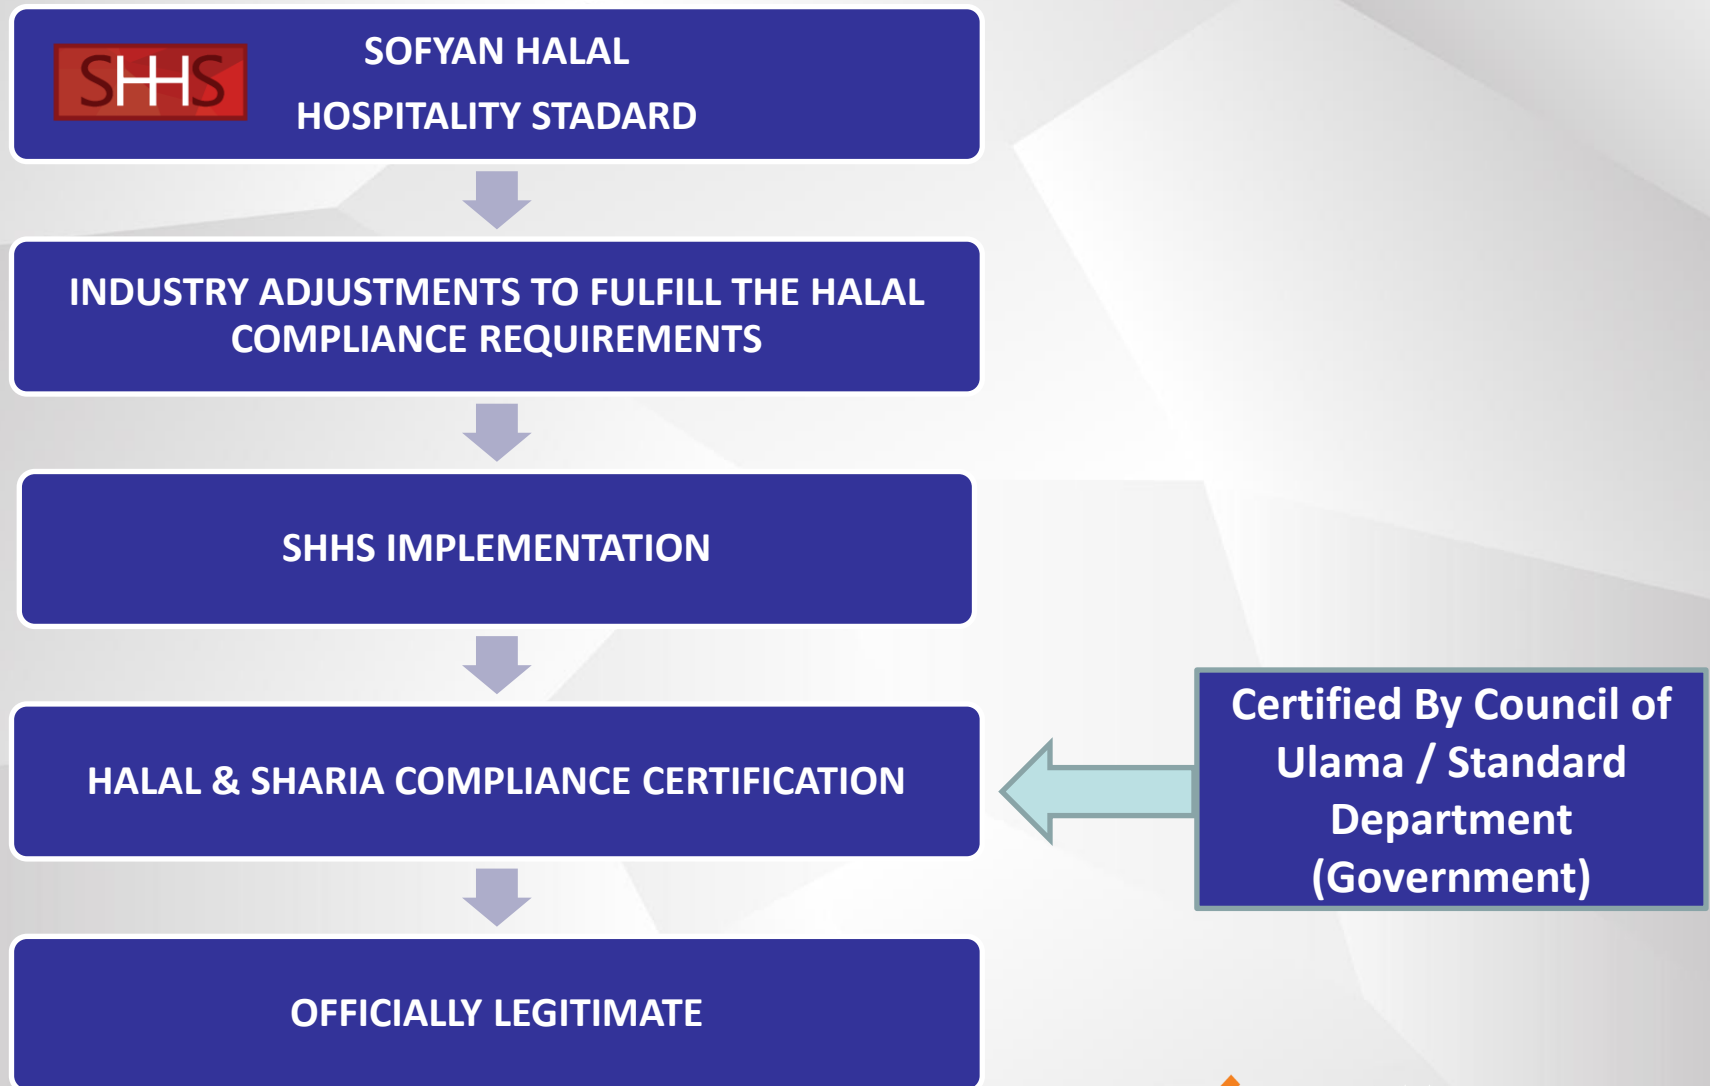 SHHS
SOFYAN HALAL
HOSPITALITY STADARD
INDUSTRY ADJUSTMENTS TO FULFILL THE HALAL
COMPLIANCE REQUIREMENTS
SHHS IMPLEMENTATION
HALAL & SHARIA COMPLIANCE CERTIFICATION
Certified By Council of
Ulama / Standard
Department
(Government)
OFFICIALLY LEGITIMATE